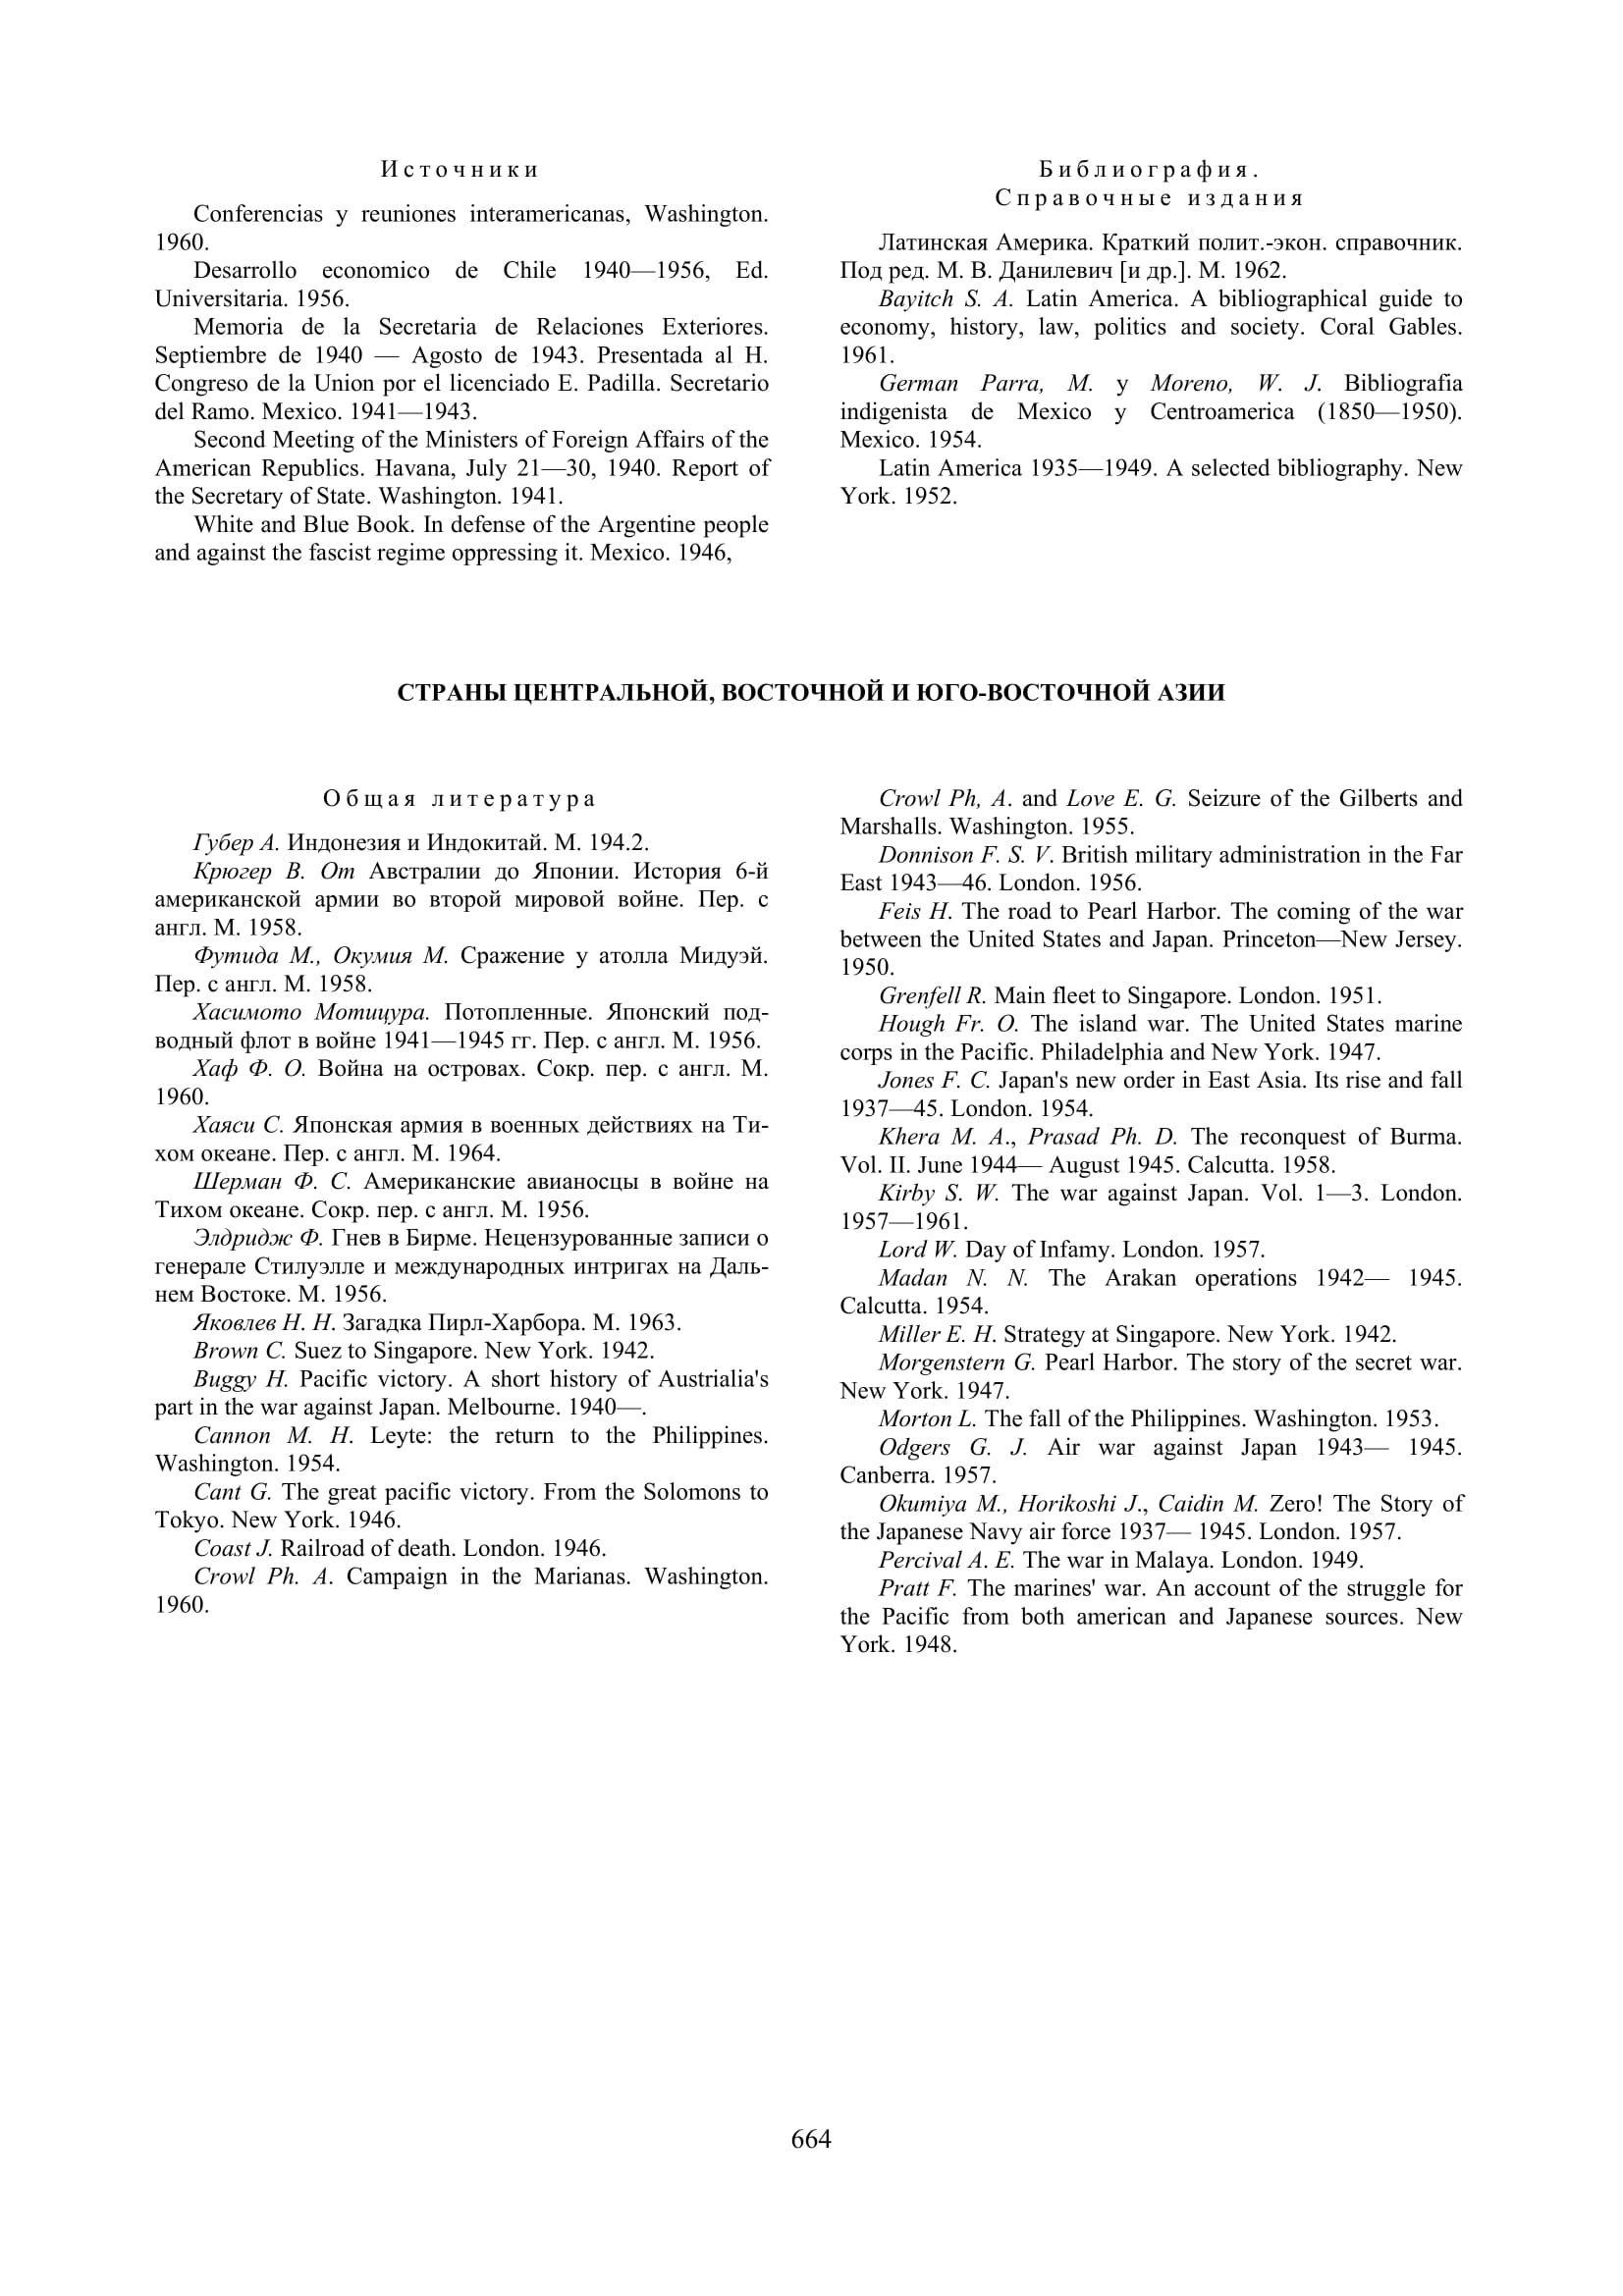 Источники
Conferencias y reuniones interamericanas, Washington.
1960.
Desarrollo economico de Chile 1940—1956, Ed.
Universitaria. 1956.
Memoria de la Secretaria de Relaciones Exteriores.
Septiembre de 1940 — Agosto de 1943. Presentada al H.
Congreso de la Union por el licenciado E. Padilla. Secretario
del Ramo. Mexico. 1941—1943.
Second Meeting of the Ministers of Foreign Affairs of the
American Republics. Havana, July 21—30, 1940. Report of
the Secretary of State. Washington. 1941.
White and Blue Book. In defense of the Argentine people
and against the fascist regime oppressing it. Mexico. 1946,
Библиография.
Справочные издания
Латинская Америка. Краткий полит.-экон. справочник.
Под ред. М. В. Данилевич [и др.]. М. 1962.
Bayitch S. A. Latin America. A bibliographical guide to
economy, history, law, politics and society. Coral Gables.
1961.
German Parra, M. y Moreno, W. J. Bibliografia
indigenista de Mexico y Centroamerica (1850—1950).
Mexico. 1954.
Latin America 1935—1949. A selected bibliography. New
York. 1952.
СТРАНЫ ЦЕНТРАЛЬНОЙ, ВОСТОЧНОЙ И ЮГО-ВОСТОЧНОЙ АЗИИ
Общая литература
Губер А. Индонезия и Индокитай. М. 194.2.
Крюгер В. От Австралии до Японии. История 6-й
американской армии во второй мировой войне. Пер. с
англ. М. 1958.
Футида М., Окумия М. Сражение у атолла Мидуэй.
Пер. с англ. М. 1958.
Хасимото Мотицура. Потопленные. Японский под-
водный флот в войне 1941—1945 гг. Пер. с англ. М. 1956.
Хаф Ф. О. Война на островах. Сокр. пер. с англ. М.
1960.
Хаяси С. Японская армия в военных действиях на Ти-
хом океане. Пер. с англ. М. 1964.
Шерман Ф. С. Американские авианосцы в войне на
Тихом океане. Сокр. пер. с англ. М. 1956.
Элдридж Ф. Гнев в Бирме. Нецензурованные записи о
генерале Стилуэлле и международных интригах на Даль-
нем Востоке. М. 1956.
Яковлев Н. Н. Загадка Пирл-Харбора. М. 1963.
Brown C. Suez to Singapore. New York. 1942.
Buggy H. Pacific victory. A short history of Austrialia's
part in the war against Japan. Melbourne. 1940—.
Cannon M. H. Leyte: the return to the Philippines.
Washington. 1954.
Cant G. The great pacific victory. From the Solomons to
Tokyo. New York. 1946.
Coast J. Railroad of death. London. 1946.
Crowl Ph. A. Campaign in the Marianas. Washington.
1960.
Crowl Ph, A. and Love E. G. Seizure of the Gilberts and
Marshalls. Washington. 1955.
Donnison F. S. V. British military administration in the Far
East 1943—46. London. 1956.
Feis H. The road to Pearl Harbor. The coming of the war
between the United States and Japan. Princeton—New Jersey.
1950.
Grenfell R. Main fleet to Singapore. London. 1951.
Hough Fr. O. The island war. The United States marine
corps in the Pacific. Philadelphia and New York. 1947.
Jones F. C. Japan's new order in East Asia. Its rise and fall
1937—45. London. 1954.
Khera M. A., Prasad Ph. D. The reconquest of Burma.
Vol. II. June 1944— August 1945. Calcutta. 1958.
Kirby S. W. The war against Japan. Vol. 1—3. London.
1957—1961.
Lord W. Day of Infamy. London. 1957.
Madan N. N. The Arakan operations 1942— 1945.
Calcutta. 1954.
Miller E. H. Strategy at Singapore. New York. 1942.
Morgenstern G. Pearl Harbor. The story of the secret war.
New York. 1947.
Morton L. The fall of the Philippines. Washington. 1953.
Odgers G. J. Air war against Japan 1943— 1945.
Canberra. 1957.
Okumiya M., Horikoshi J., Caidin M. Zero! The Story of
the Japanese Navy air force 1937— 1945. London. 1957.
Percival A. E. The war in Malaya. London. 1949.
Pratt F. The marines' war. An account of the struggle for
the Pacific from both american and Japanese sources. New
York. 1948.
664